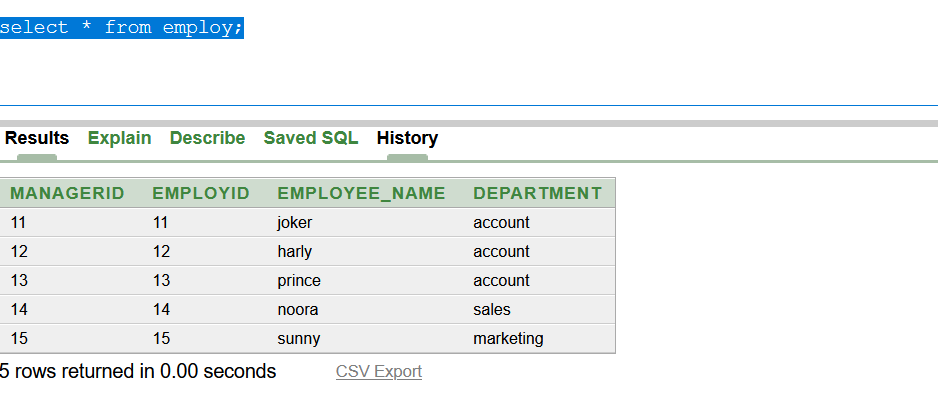 select * from employ;
Results Explain Describe Saved SQL History
MANAGERID EMPLOYID EMPLOYEE_NAME DEPARTMENT
11 11 joker account
12 12 harly account
13 13 prince account
14 14 noora sales
15 15 sunny marketing
5 rows returned in 0.00 seconds CSV Export